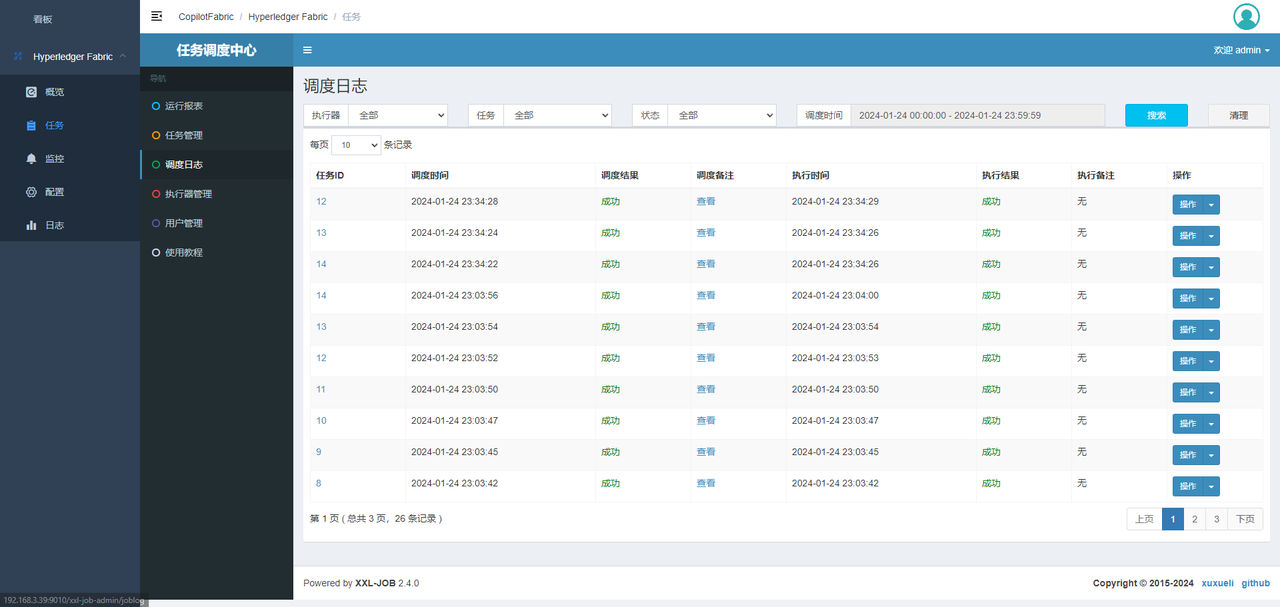 看板
CopilotFabric / Hyperledger Fabric / 任务
Hyperledger Fabric
概览
任务
监控
配置
日志
任务调度中心
欢迎 admin
导航
运行报表
任务管理
调度日志
执行器管理
用户管理
使用教程
调度日志
执行器 全部 任务 全部 状态 全部 调度时间 2024-01-24 00:00:00 - 2024-01-24 23:59:59 搜索 清理
每页 10 条记录
任务ID 调度时间 调度结果 调度备注 执行时间 执行结果 执行备注 操作
12 2024-01-24 23:34:28 成功 查看 2024-01-24 23:34:29 成功 无 操作
13 2024-01-24 23:34:24 成功 查看 2024-01-24 23:34:26 成功 无 操作
14 2024-01-24 23:34:22 成功 查看 2024-01-24 23:34:26 成功 无 操作
14 2024-01-24 23:03:56 成功 查看 2024-01-24 23:04:00 成功 无 操作
13 2024-01-24 23:03:54 成功 查看 2024-01-24 23:03:54 成功 无 操作
12 2024-01-24 23:03:52 成功 查看 2024-01-24 23:03:53 成功 无 操作
11 2024-01-24 23:03:50 成功 查看 2024-01-24 23:03:50 成功 无 操作
10 2024-01-24 23:03:47 成功 查看 2024-01-24 23:03:47 成功 无 操作
9 2024-01-24 23:03:45 成功 查看 2024-01-24 23:03:45 成功 无 操作
8 2024-01-24 23:03:42 成功 查看 2024-01-24 23:03:42 成功 无 操作
第 1 页 ( 总共 3 页，26 条记录 ) 上页 1 2 3 下页
Powered by XXL-JOB 2.4.0 Copyright © 2015-2024 xuxueli github
192.168.3.39:9010/xxl-job-admin/joblog